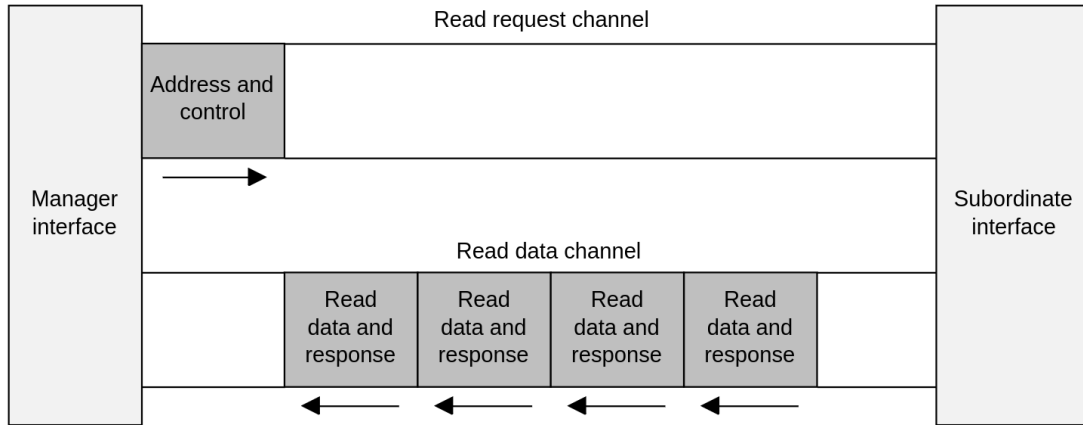 Read request channel
Address and
control
Manager
interface
Subordinate
interface
Read data channel
Read
data and
response
Read
data and
response
Read
data and
response
Read
data and
response